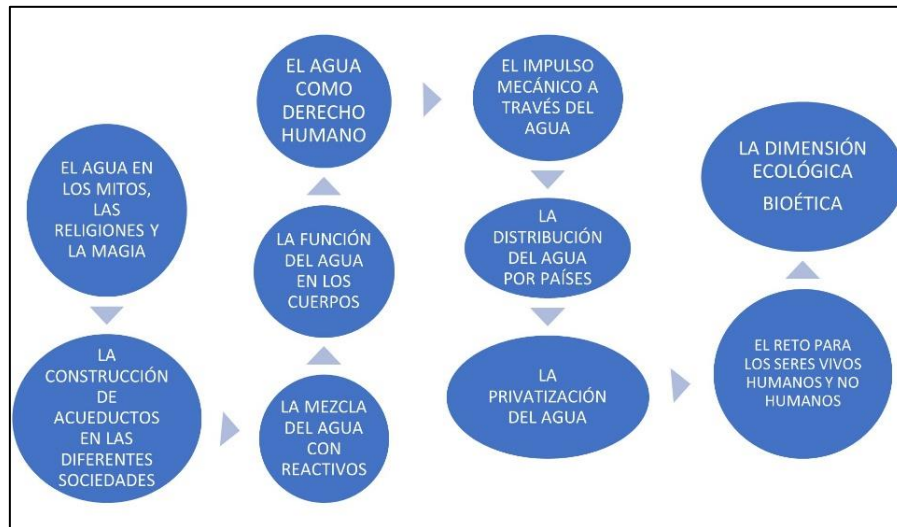 EL AGUA EN
LOS MITOS,
LAS
RELIGIONES Y
LA MAGIA
LA
CONSTRUCCIÓN
DE
ACUEDUCTOS
EN LAS
DIFERENTES
SOCIEDADES
LA MEZCLA
DEL AGUA
CON
REACTIVOS
LA FUNCIÓN
DEL AGUA
EN LOS
CUERPOS
EL AGUA
COMO
DERECHO
HUMANO
EL IMPULSO
MECÁNICO A
TRAVÉS DEL
AGUA
LA
DISTRIBUCIÓN
DEL AGUA
POR PAÍSES
LA
PRIVATIZACIÓN
DEL AGUA
EL RETO PARA
LOS SERES VIVOS
HUMANOS Y NO
HUMANOS
LA DIMENSIÓN
ECOLÓGICA
BIOÉTICA